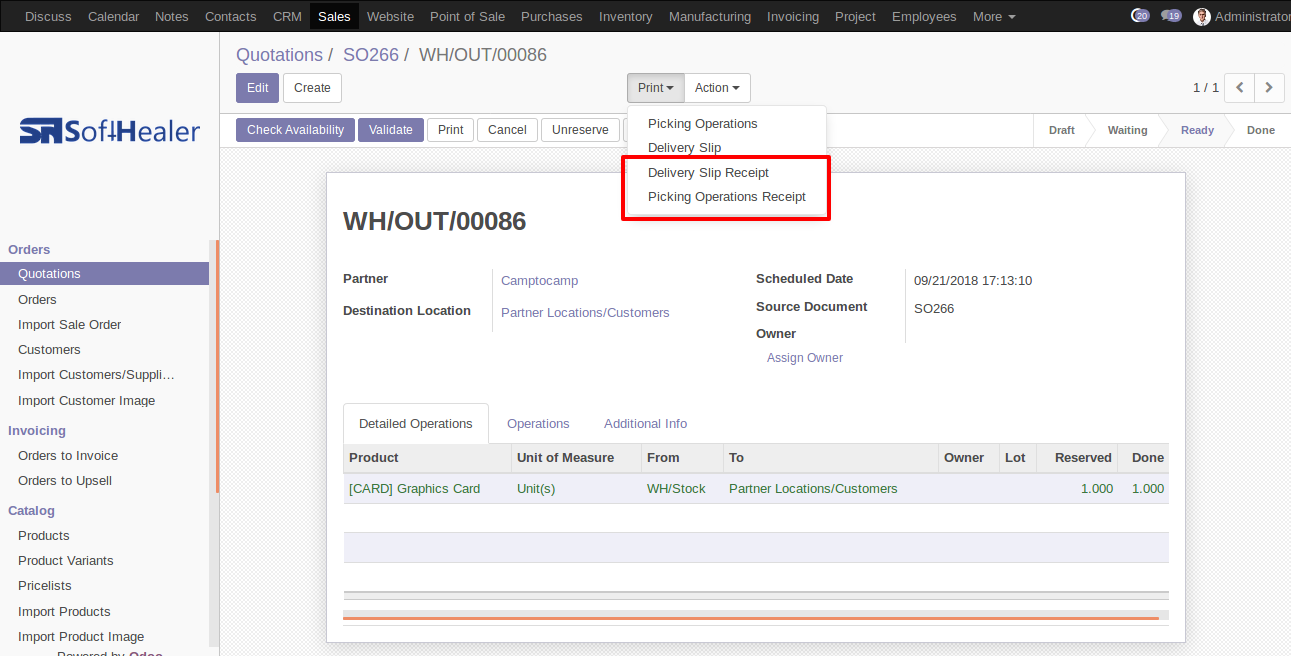 Discuss Calendar Notes Contacts CRM Sales Website Point of Sale Purchases Inventory Manufacturing Invoicing Project Employees More 20 19 Administrator
Quotations / SO266 / WH/OUT/00086
Edit Create Print Action 1 / 1
SoftHealer
Check Availability Validate Print Cancel Unreserve Draft Waiting Ready Done
Picking Operations
Delivery Slip
Delivery Slip Receipt
Picking Operations Receipt
Orders
Quotations
Orders
Import Sale Order
Customers
Import Customers/Suppli…
Import Customer Image
Invoicing
Orders to Invoice
Orders to Upsell
Catalog
Products
Product Variants
Pricelists
Import Products
Import Product Image
Powered by Odoo
WH/OUT/00086
Partner Camptocamp Scheduled Date 09/21/2018 17:13:10
Destination Location Partner Locations/Customers Source Document SO266
Owner
Assign Owner
Detailed Operations Operations Additional Info
Product Unit of Measure From To Owner Lot Reserved Done
[CARD] Graphics Card Unit(s) WH/Stock Partner Locations/Customers 1.000 1.000